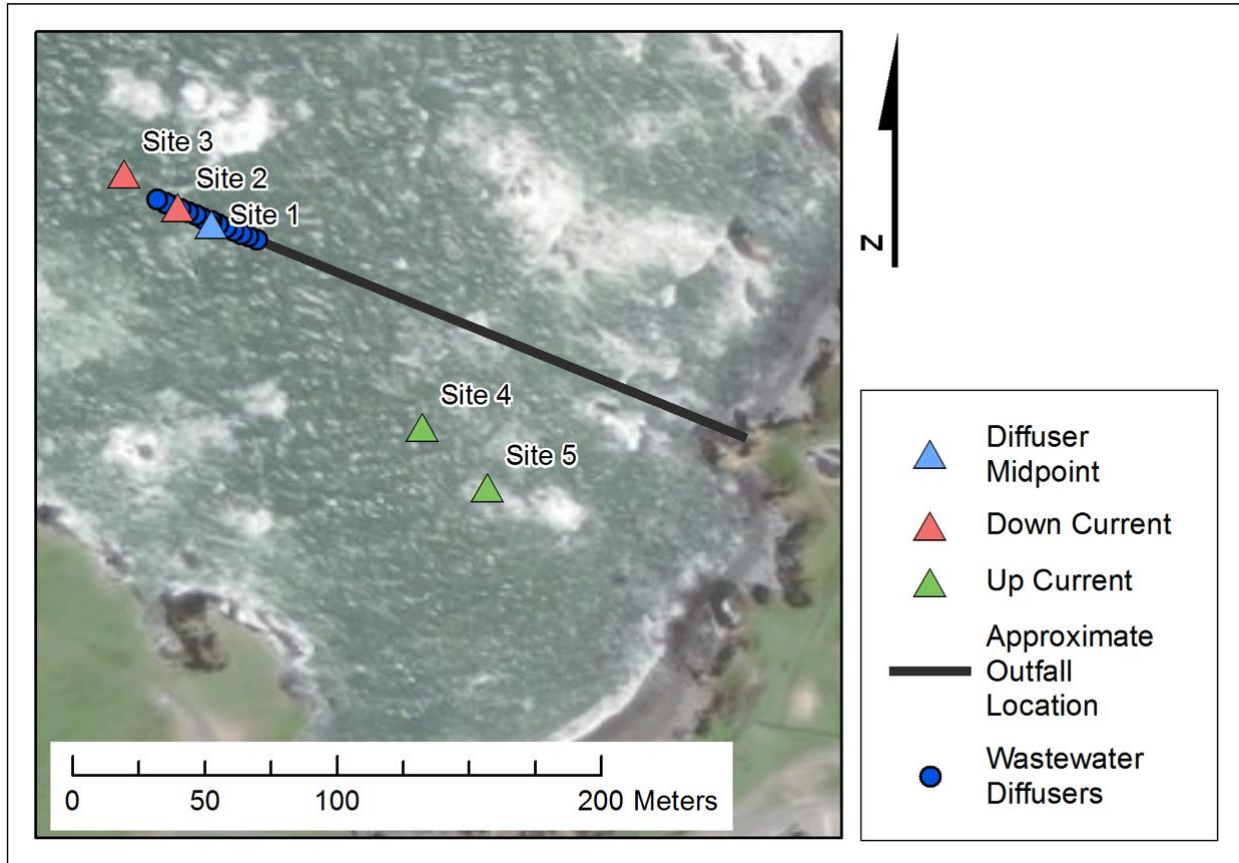 Site 3
Site 2
Site 1
Site 4
Site 5
0 50 100 200 Meters
N
Diffuser
Midpoint
Down Current
Up Current
Approximate
Outfall
Location
Wastewater
Diffusers